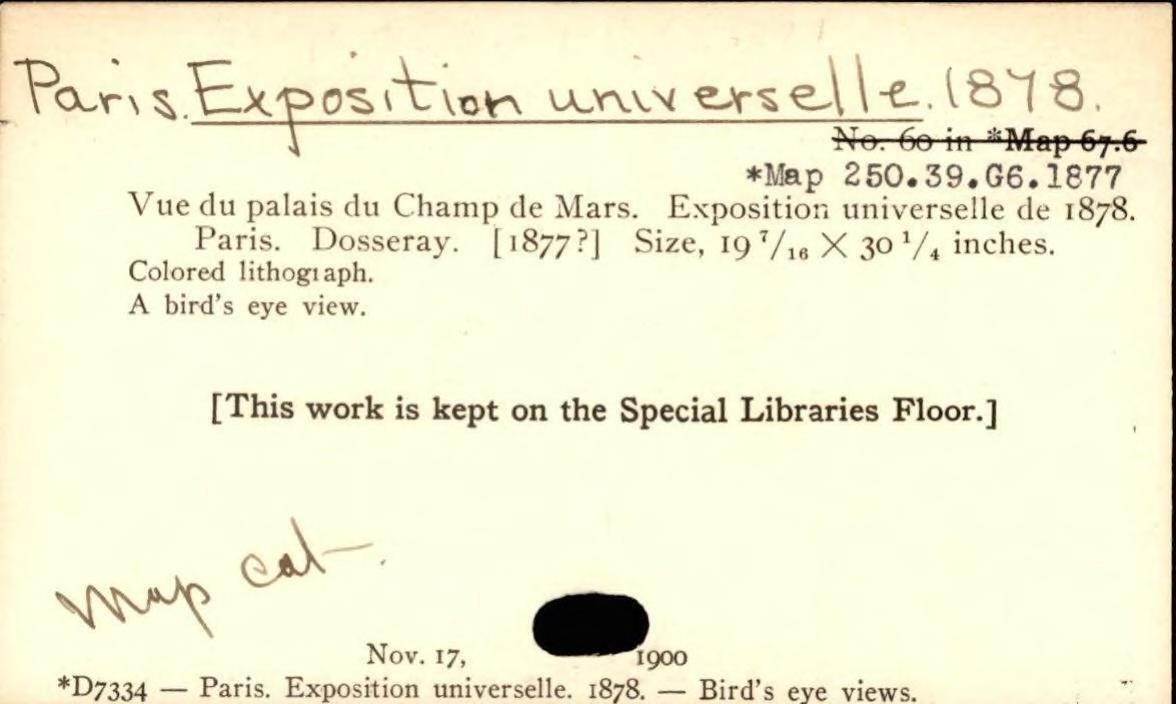 Paris. Exposition universelle. 1878.
No. 60 in *Map 67.6
*Map 250.39.G6.1877
Vue du palais du Champ de Mars. Exposition universelle de 1878.
Paris. Dosseray. [1877?] Size, 19 7/16 X 30 1/4 inches.
Colored lithograph.
A bird's eye view.
[This work is kept on the Special Libraries Floor.]
Map cat.
Nov. 17, 1900
*D7334 — Paris. Exposition universelle. 1878. — Bird's eye views.